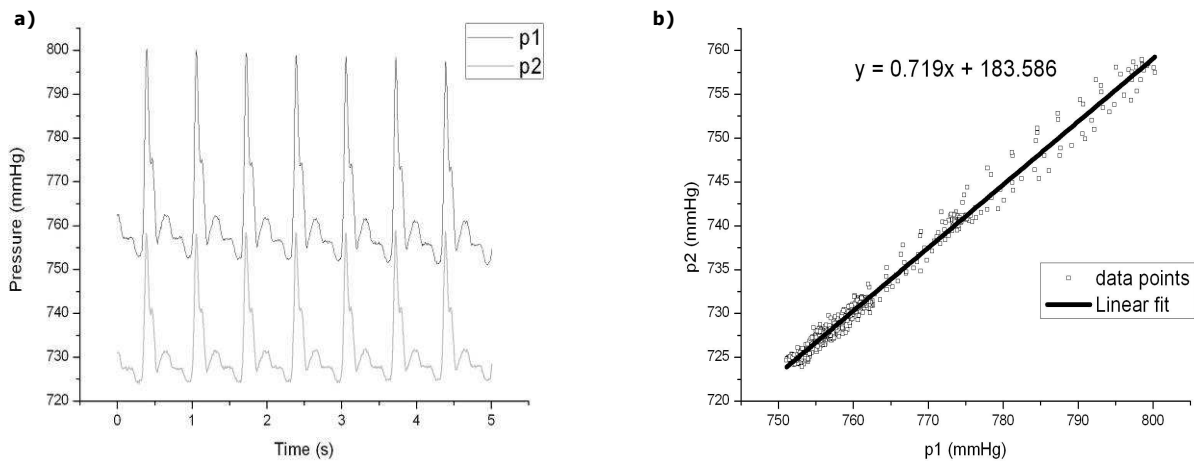 a)
p1
p2
800
790
780
770
760
750
740
730
720
Pressure (mmHg)
0 1 2 3 4 5
Time (s)
b)
y = 0.719x + 183.586
760
755
750
745
740
735
730
725
720
p2 (mmHg)
data points
Linear fit
750 760 770 780 790 800
p1 (mmHg)